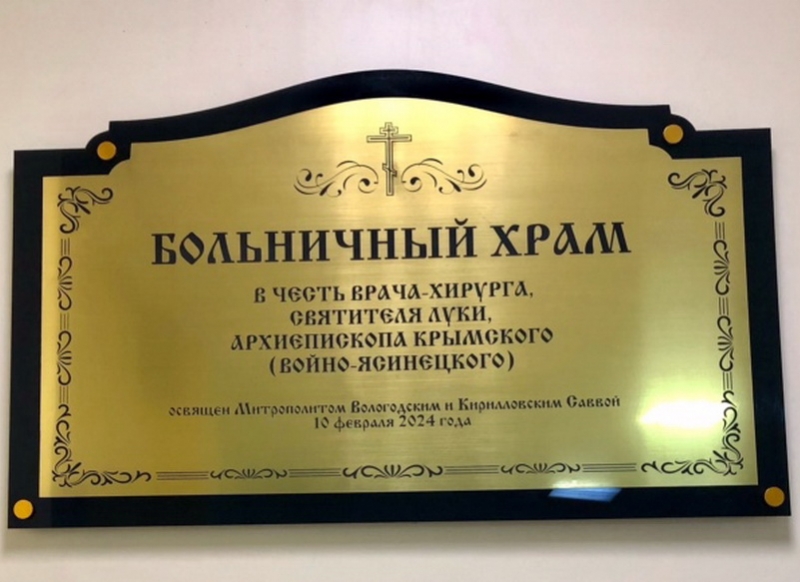 БОЛЬНИЧНЫЙ ХРАМ
В ЧЕСТЬ ВРАЧА-ХИРУРГА,
СВЯТИТЕЛЯ ЛУКИ,
АРХИЕПИСКОПА КРЫМСКОГО
(ВОЙНО-ЯСИНЕЦКОГО)
освящен Митрополитом Вологодским и Кирилловским Саввой
10 февраля 2024 года